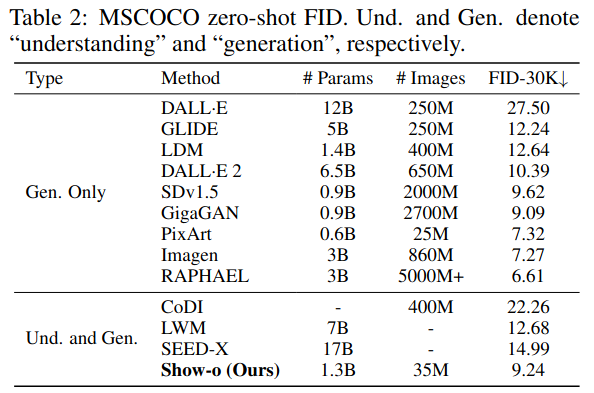 Table 2: MSCOCO zero-shot FID. Und. and Gen. denote
“understanding” and “generation”, respectively.
Type Method # Params # Images FID-30K↓
DALL·E 12B 250M 27.50
GLIDE 5B 250M 12.24
LDM 1.4B 400M 12.64
DALL·E 2 6.5B 650M 10.39
Gen. Only SDv1.5 0.9B 2000M 9.62
GigaGAN 0.9B 2700M 9.09
PixArt 0.6B 25M 7.32
Imagen 3B 860M 7.27
RAPHAEL 3B 5000M+ 6.61
CoDI - 400M 22.26
Und. and Gen. LWM 7B - 12.68
SEED-X 17B - 14.99
Show-o (Ours) 1.3B 35M 9.24